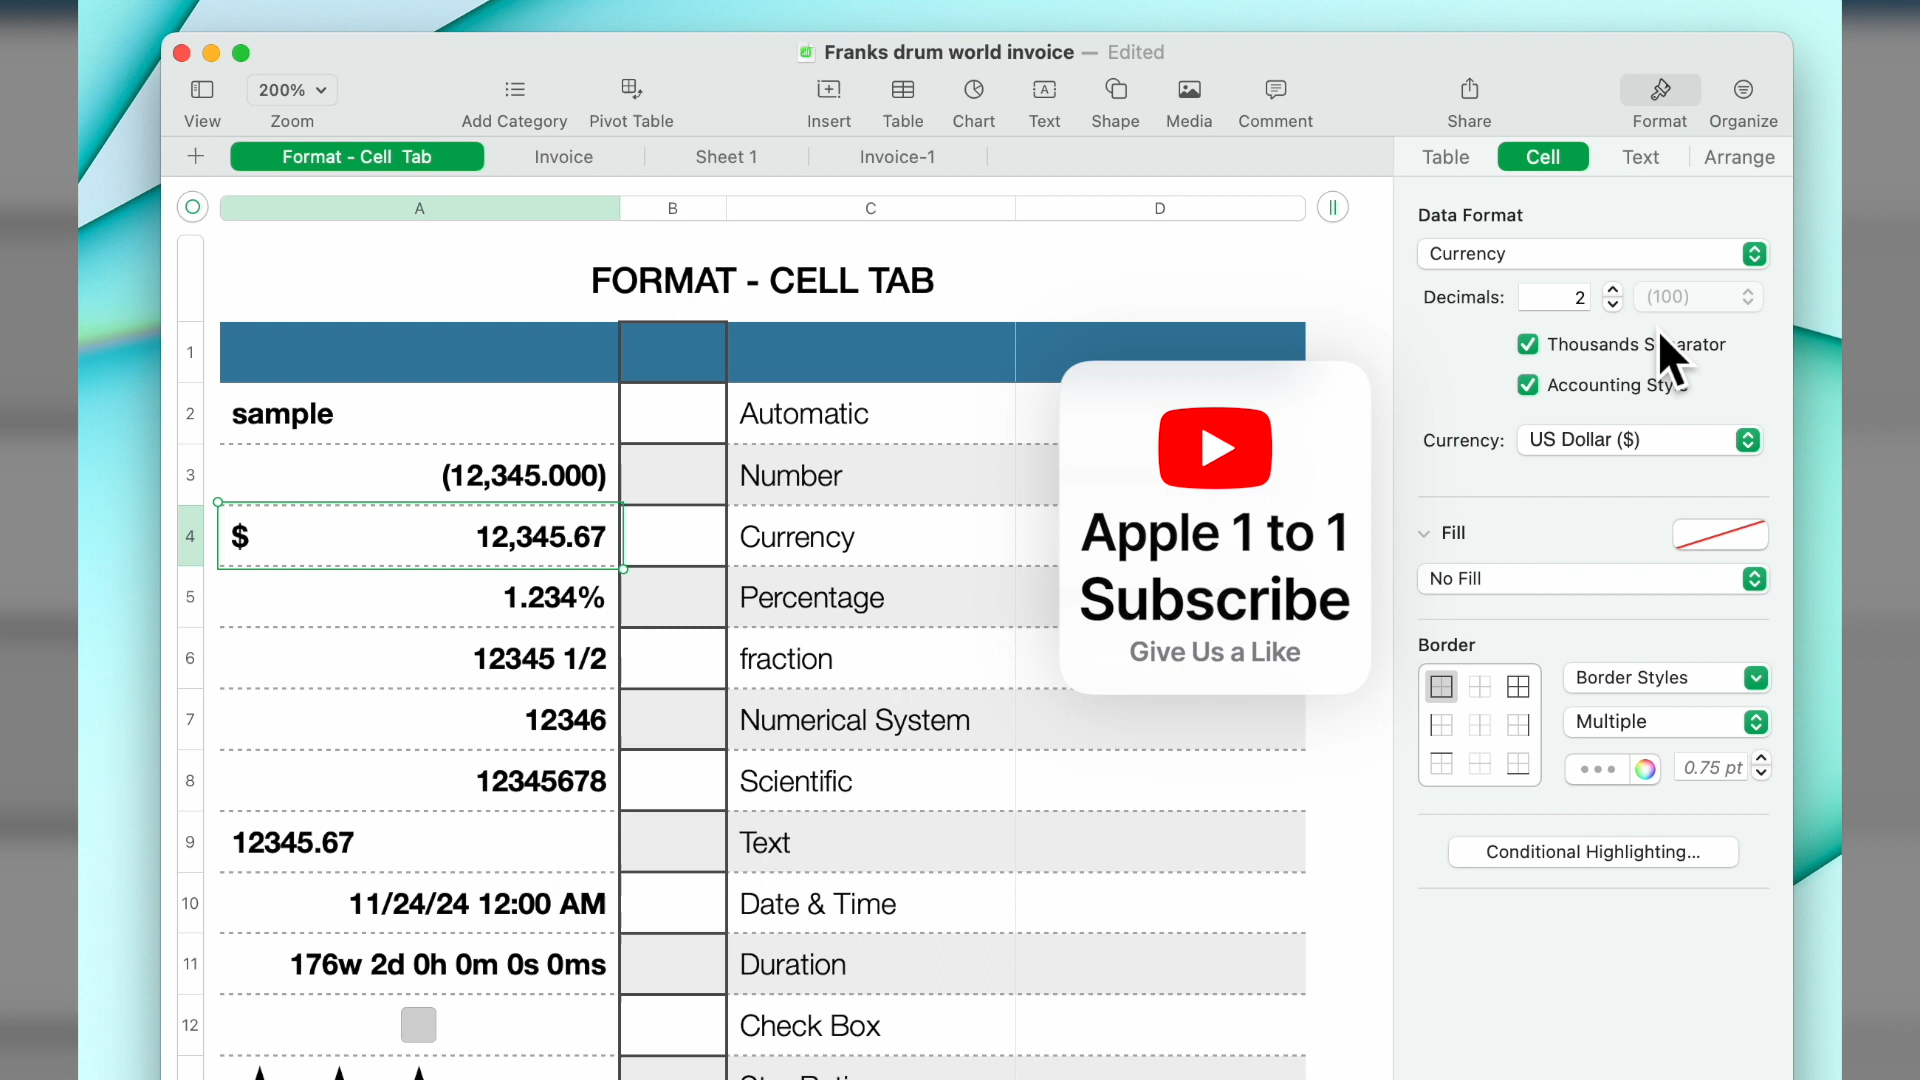 Franks drum world invoice — Edited
200%
View Zoom Add Category Pivot Table Insert Table Chart Text Shape Media Comment Share Format Organize
Format - Cell Tab Invoice Sheet 1 Invoice-1
Table Cell Text Arrange
A B C D
FORMAT - CELL TAB
1
2 sample Automatic
3 (12,345.000) Number
4 $ 12,345.67 Currency
5 1.234% Percentage
6 12345 1/2 fraction
7 12346 Numerical System
8 12345678 Scientific
9 12345.67 Text
10 11/24/24 12:00 AM Date & Time
11 176w 2d 0h 0m 0s 0ms Duration
12 Check Box
Apple 1 to 1
Subscribe
Give Us a Like
Data Format
Currency
Decimals: 2 (100)
Thousands
Accounting
Currency: US Dollar ($)
Fill
No Fill
Border
Border Styles
Multiple
0.75 pt
Conditional Highlighting...